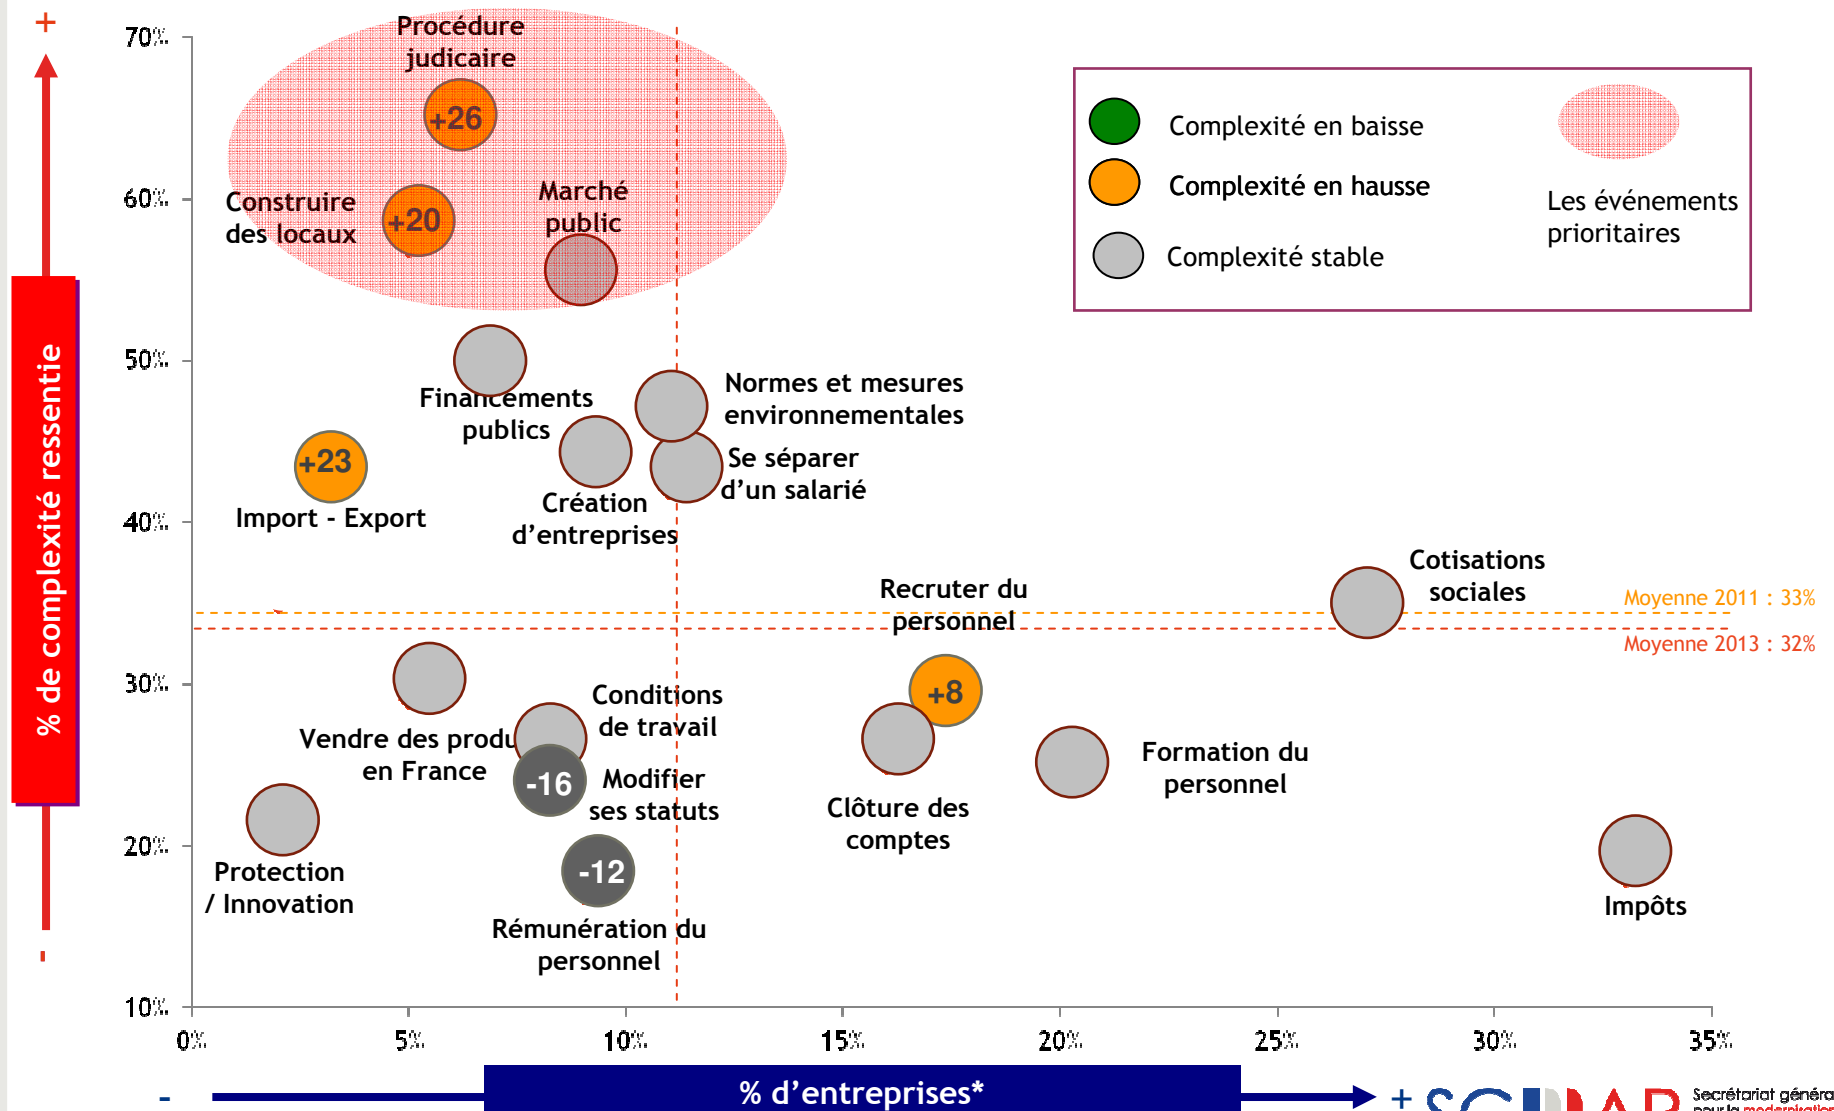 +
70%
60%
50%
40%
30%
20%
10%
-
% de complexité ressentie
Procédure
judicaire
+26
Construire
des locaux
+20
Marché
public
Complexité en baisse
Complexité en hausse
Complexité stable
Les événements
prioritaires
Financements
publics
Normes et mesures
environnementales
Se séparer
d’un salarié
+23
Import - Export
Création
d’entreprises
Recruter du
personnel
Cotisations
sociales
Moyenne 2011 : 33%
Moyenne 2013 : 32%
+8
Vendre des produ
en France
Conditions
de travail
-16
Modifier
ses statuts
Clôture des
comptes
Formation du
personnel
Protection
/ Innovation
-12
Rémunération du
personnel
Impôts
0%
5%
10%
15%
20%
25%
30%
35%
-
% d’entreprises*
+
Secrétariat généra